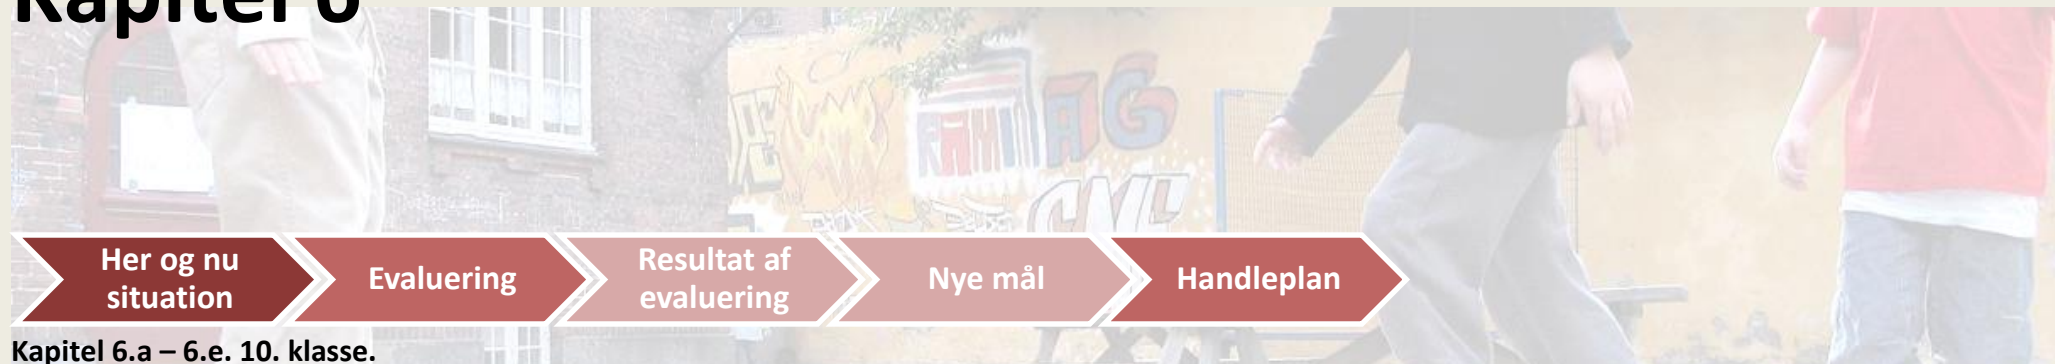 Kapitel 6
Her og nu
situation
Evaluering
Resultat af
evaluering
Nye mål
Handleplan
Kapitel 6.a – 6.e. 10. klasse.